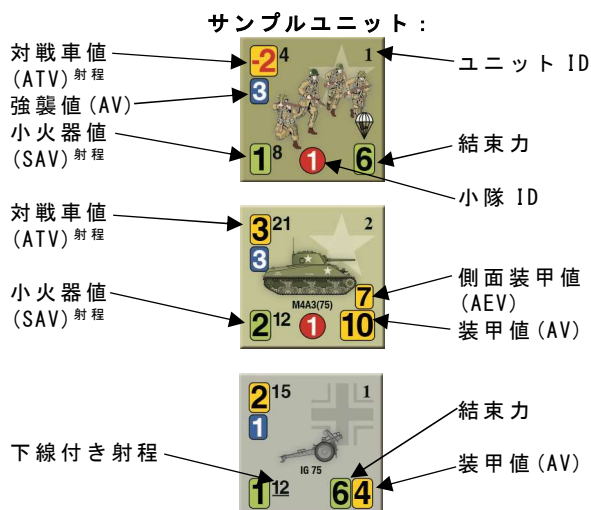 サンプルユニット：
対戦車値
(ATV)射程
強襲値(AV)
小火器値
(SAV)射程
-2 4
3
1 8
1
1
6
ユニット ID
結束力
小隊 ID
対戦車値
(ATV)射程
小火器値
(SAV)射程
3 21
3
2
M4A3(75)
7
2 12
1
10
側面装甲値
(AEV)
装甲値(AV)
下線付き射程
2 15
1
1
IG 75
1 12
6 4
結束力
装甲値(AV)